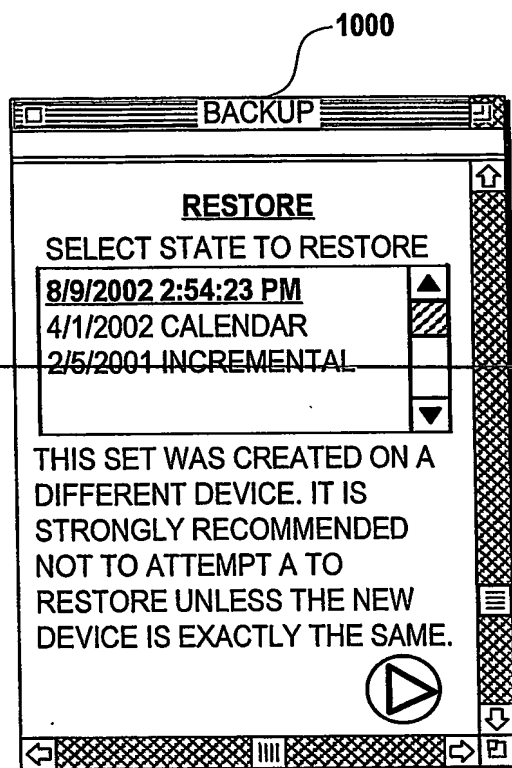 1000
BACKUP
RESTORE
SELECT STATE TO RESTORE
8/9/2002 2:54:23 PM
4/1/2002 CALENDAR
2/5/2001 INCREMENTAL
THIS SET WAS CREATED ON A
DIFFERENT DEVICE. IT IS
STRONGLY RECOMMENDED
NOT TO ATTEMPT A TO
RESTORE UNLESS THE NEW
DEVICE IS EXACTLY THE SAME.